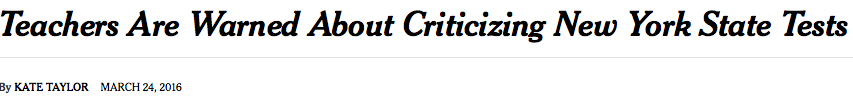 Teachers Are Warned About Criticizing New York State Tests
By KATE TAYLOR MARCH 24, 2016